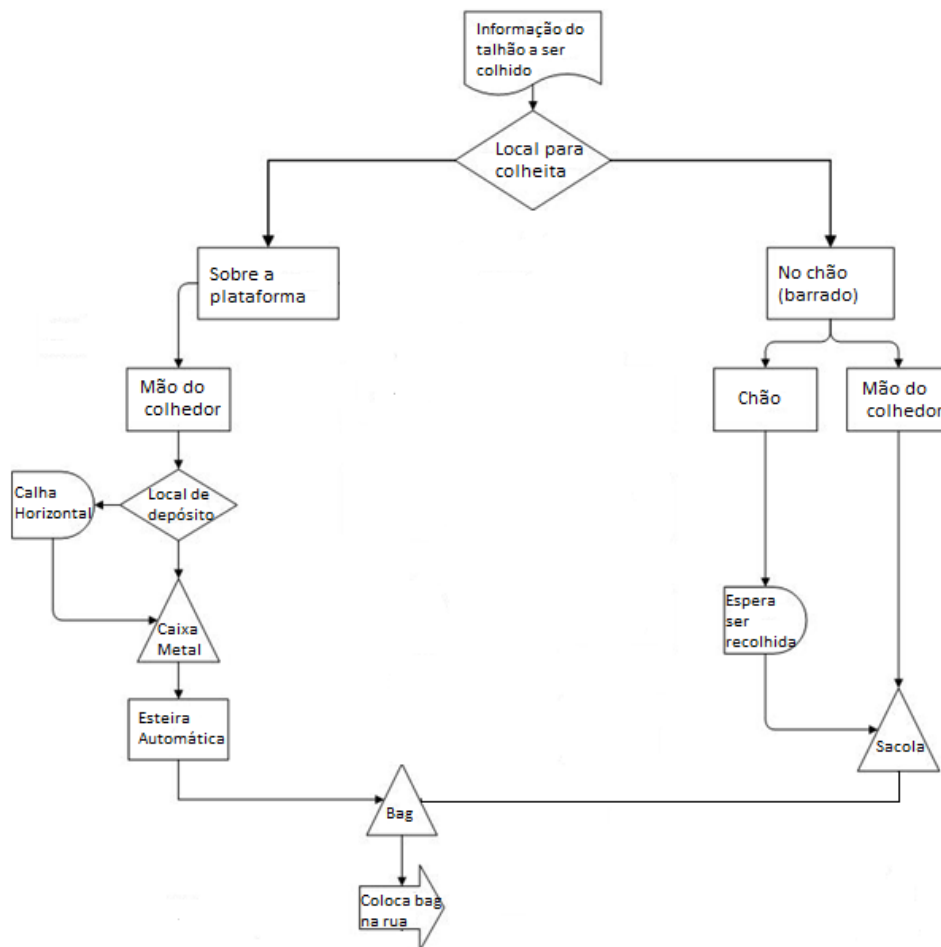 Informação do
talhão a ser
colhido
Local para
colheita
Sobre a
plataforma
No chão
(barrado)
Mão do
colhedor
Chão
Mão do
colhedor
Calha
Horizontal
Local de
depósito
Caixa
Metal
Espera
ser
recolhida
Esteira
Automática
Sacola
Bag
Coloca bag
na rua